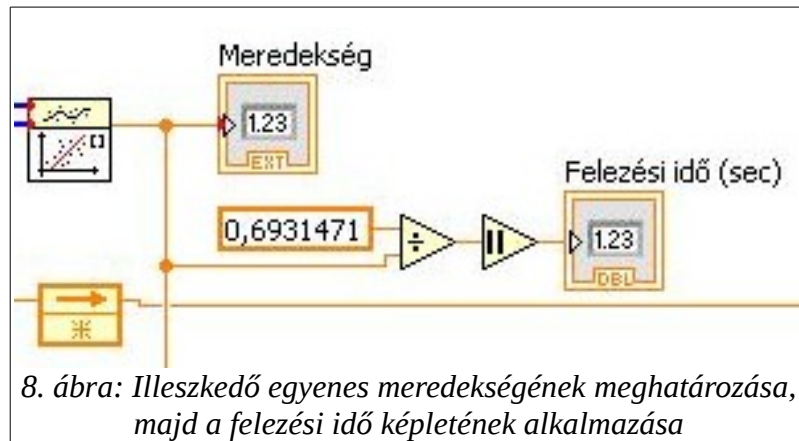 Meredekség
1.23
EXT
Felezési idő (sec)
0,6931471
1.23
DBL
8. ábra: Illeszkedő egyenes meredekségének meghatározása,
majd a felezési idő képletének alkalmazása